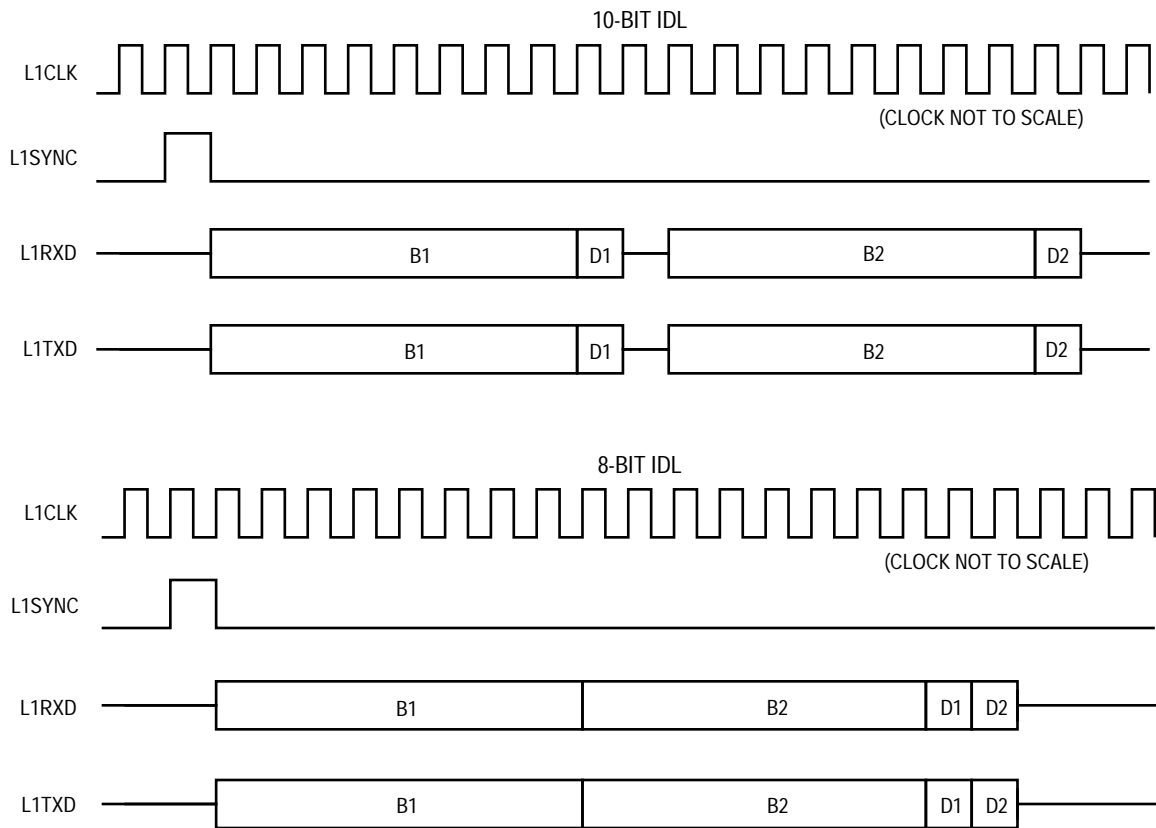 10-BIT IDL
L1CLK
(CLOCK NOT TO SCALE)
L1SYNC
L1RXD B1 D1 B2 D2
L1TXD B1 D1 B2 D2
8-BIT IDL
L1CLK
(CLOCK NOT TO SCALE)
L1SYNC
L1RXD B1 B2 D1 D2
L1TXD B1 B2 D1 D2